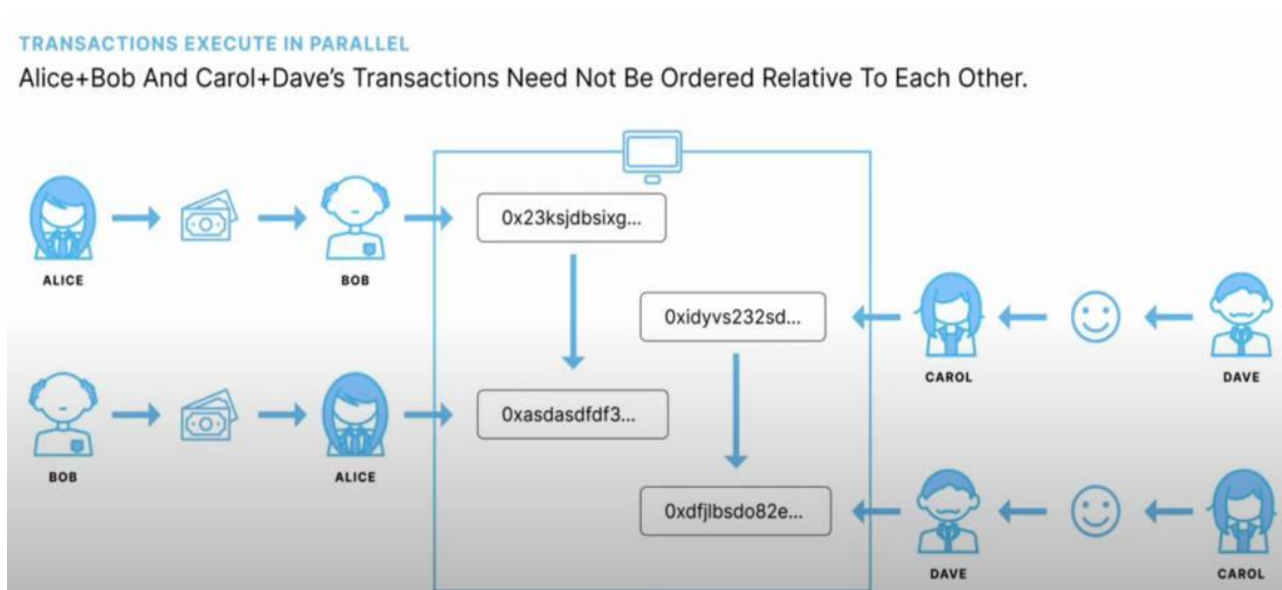 TRANSACTIONS EXECUTE IN PARALLEL
Alice+Bob And Carol+Dave's Transactions Need Not Be Ordered Relative To Each Other.
0x23ksjdbsixg...
ALICE
BOB
0xidyvs232sd...
CAROL
DAVE
0xasdasdfdf3...
BOB
ALICE
0xdfjlbsdo82e...
DAVE
CAROL